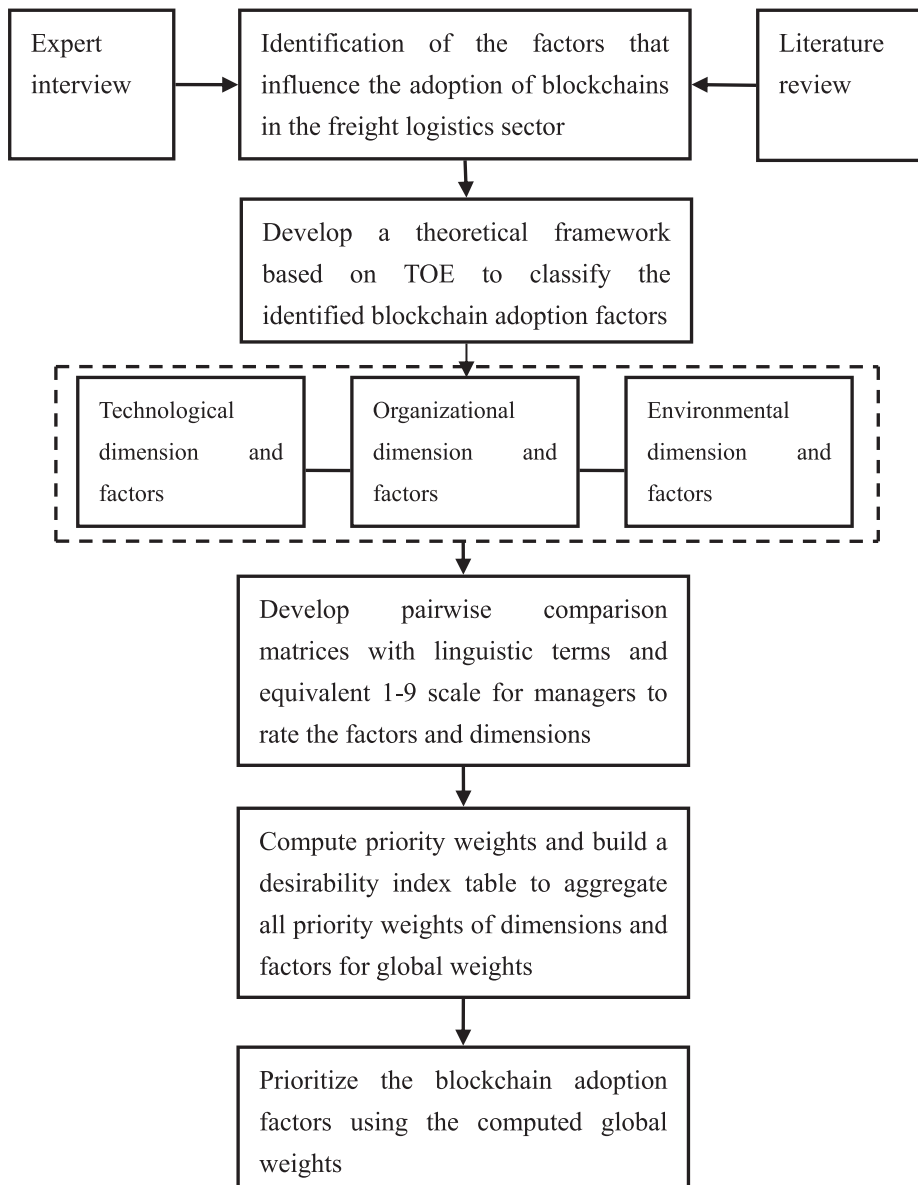 Expert
interview
Identification of the factors that
influence the adoption of blockchains
in the freight logistics sector
Literature
review
Develop a theoretical framework
based on TOE to classify the
identified blockchain adoption factors
Technological
dimension and
factors
Organizational
dimension and
factors
Environmental
dimension and
factors
Develop pairwise comparison
matrices with linguistic terms and
equivalent 1-9 scale for managers to
rate the factors and dimensions
Compute priority weights and build a
desirability index table to aggregate
all priority weights of dimensions and
factors for global weights
Prioritize the blockchain adoption
factors using the computed global
weights